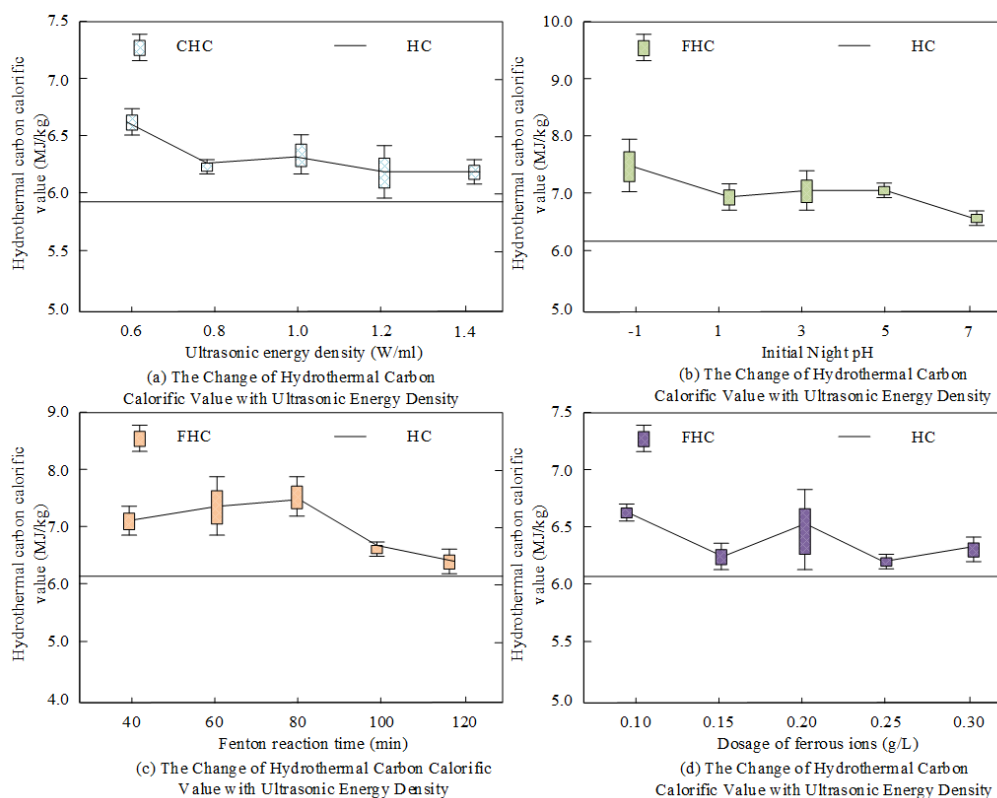 Hydrothermal carbon calorific
value (MJ/kg)
7.5
7.0
6.5
6.0
5.5
5.0
CHC
HC
0.6
0.8
1.0
1.2
1.4
Ultrasonic energy density (W/ml)
(a) The Change of Hydrothermal Carbon
Calorific Value with Ultrasonic Energy Density
Hydrothermal carbon calorific
value (MJ/kg)
10.0
9.0
8.0
7.0
6.0
5.0
FHC
HC
-1
1
3
5
7
Initial Night pH
(b) The Change of Hydrothermal Carbon
Calorific Value with Ultrasonic Energy Density
Hydrothermal carbon calorific
value (MJ/kg)
9.0
8.0
7.0
6.0
5.0
4.0
FHC
HC
40
60
80
100
120
Fenton reaction time (min)
(c) The Change of Hydrothermal Carbon Calorific
Value with Ultrasonic Energy Density
Hydrothermal carbon calorific
value (MJ/kg)
7.5
7.0
6.5
6.0
5.5
5.0
FHC
HC
0.10
0.15
0.20
0.25
0.30
Dosage of ferrous ions (g/L)
(d) The Change of Hydrothermal Carbon
Calorific Value with Ultrasonic Energy Density